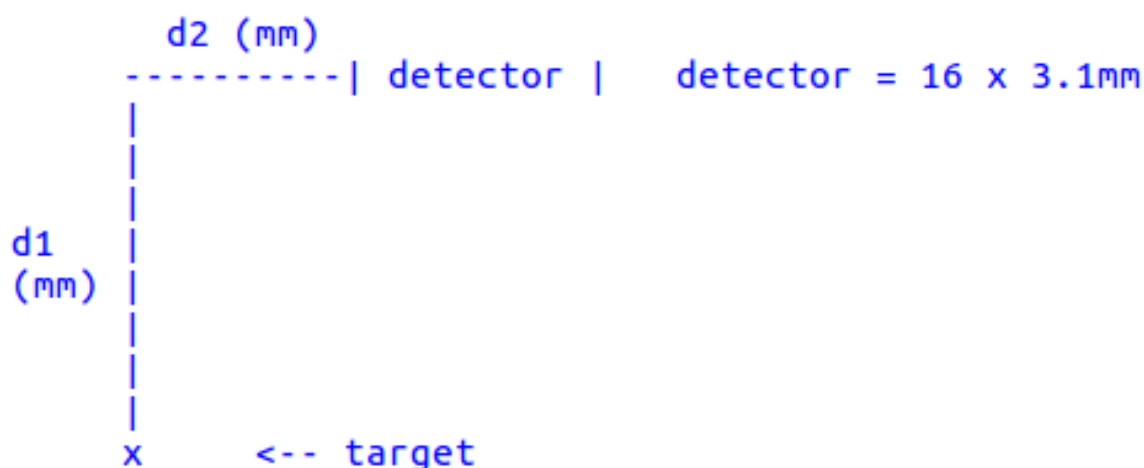 d2 (mm)
----------| detector |   detector = 16 x 3.1mm
|
|
|
d1 |
(mm) |
|
|
|
x <-- target